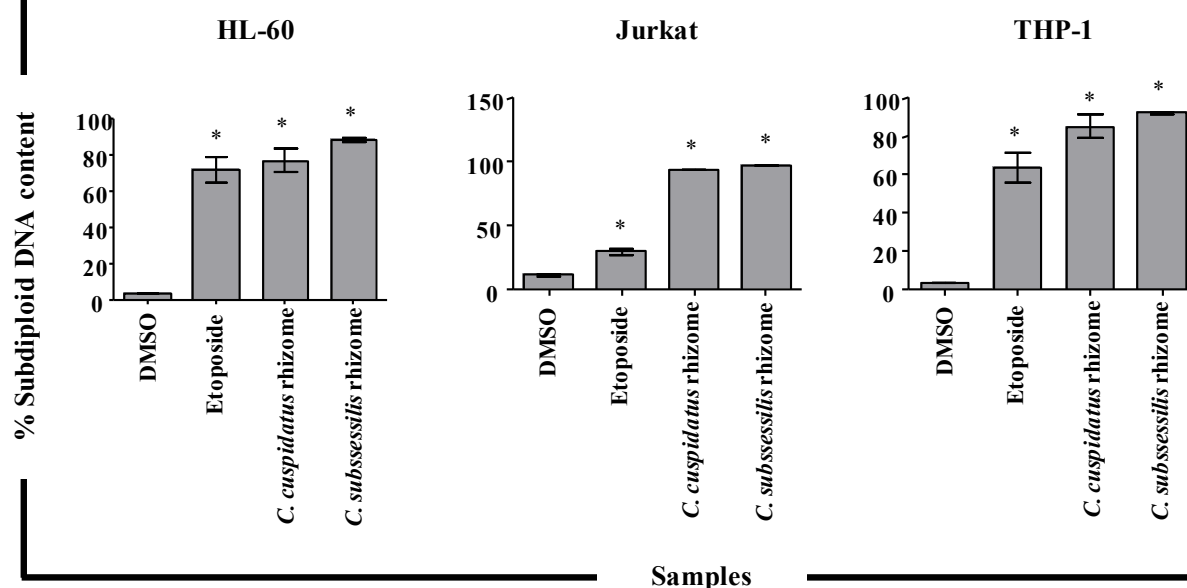 HL-60
Jurkat
THP-1
% Subdiploid DNA content
100
80
60
40
20
0
*
*
*
DMSO
Etoposide
C. cuspidatus rhizome
C. subssessilis rhizome
150
100
50
0
*
*
*
DMSO
Etoposide
C. cuspidatus rhizome
C. subssessilis rhizome
100
80
60
40
20
0
*
*
*
DMSO
Etoposide
C. cuspidatus rhizome
C. subssessilis rhizome
Samples